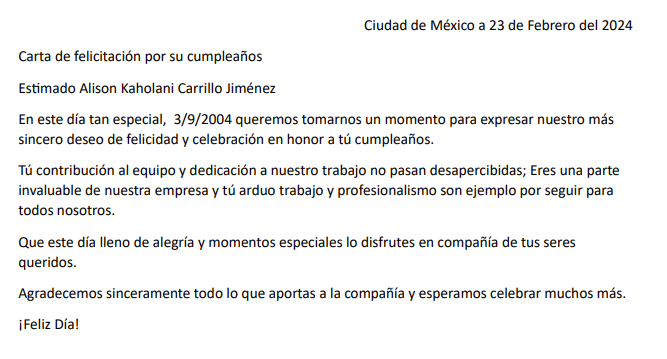 Ciudad de México a 23 de Febrero del 2024
Carta de felicitación por su cumpleaños
Estimado Alison Kaholani Carrillo Jiménez
En este día tan especial,  3/9/2004 queremos tomarnos un momento para expresar nuestro más
sincero deseo de felicidad y celebración en honor a tú cumpleaños.
Tú contribución al equipo y dedicación a nuestro trabajo no pasan desapercibidas; Eres una parte
invaluable de nuestra empresa y tú arduo trabajo y profesionalismo son ejemplo por seguir para
todos nosotros.
Que este día lleno de alegría y momentos especiales lo disfrutes en compañía de tus seres
queridos.
Agradecemos sinceramente todo lo que aportas a la compañía y esperamos celebrar muchos más.
¡Feliz Día!